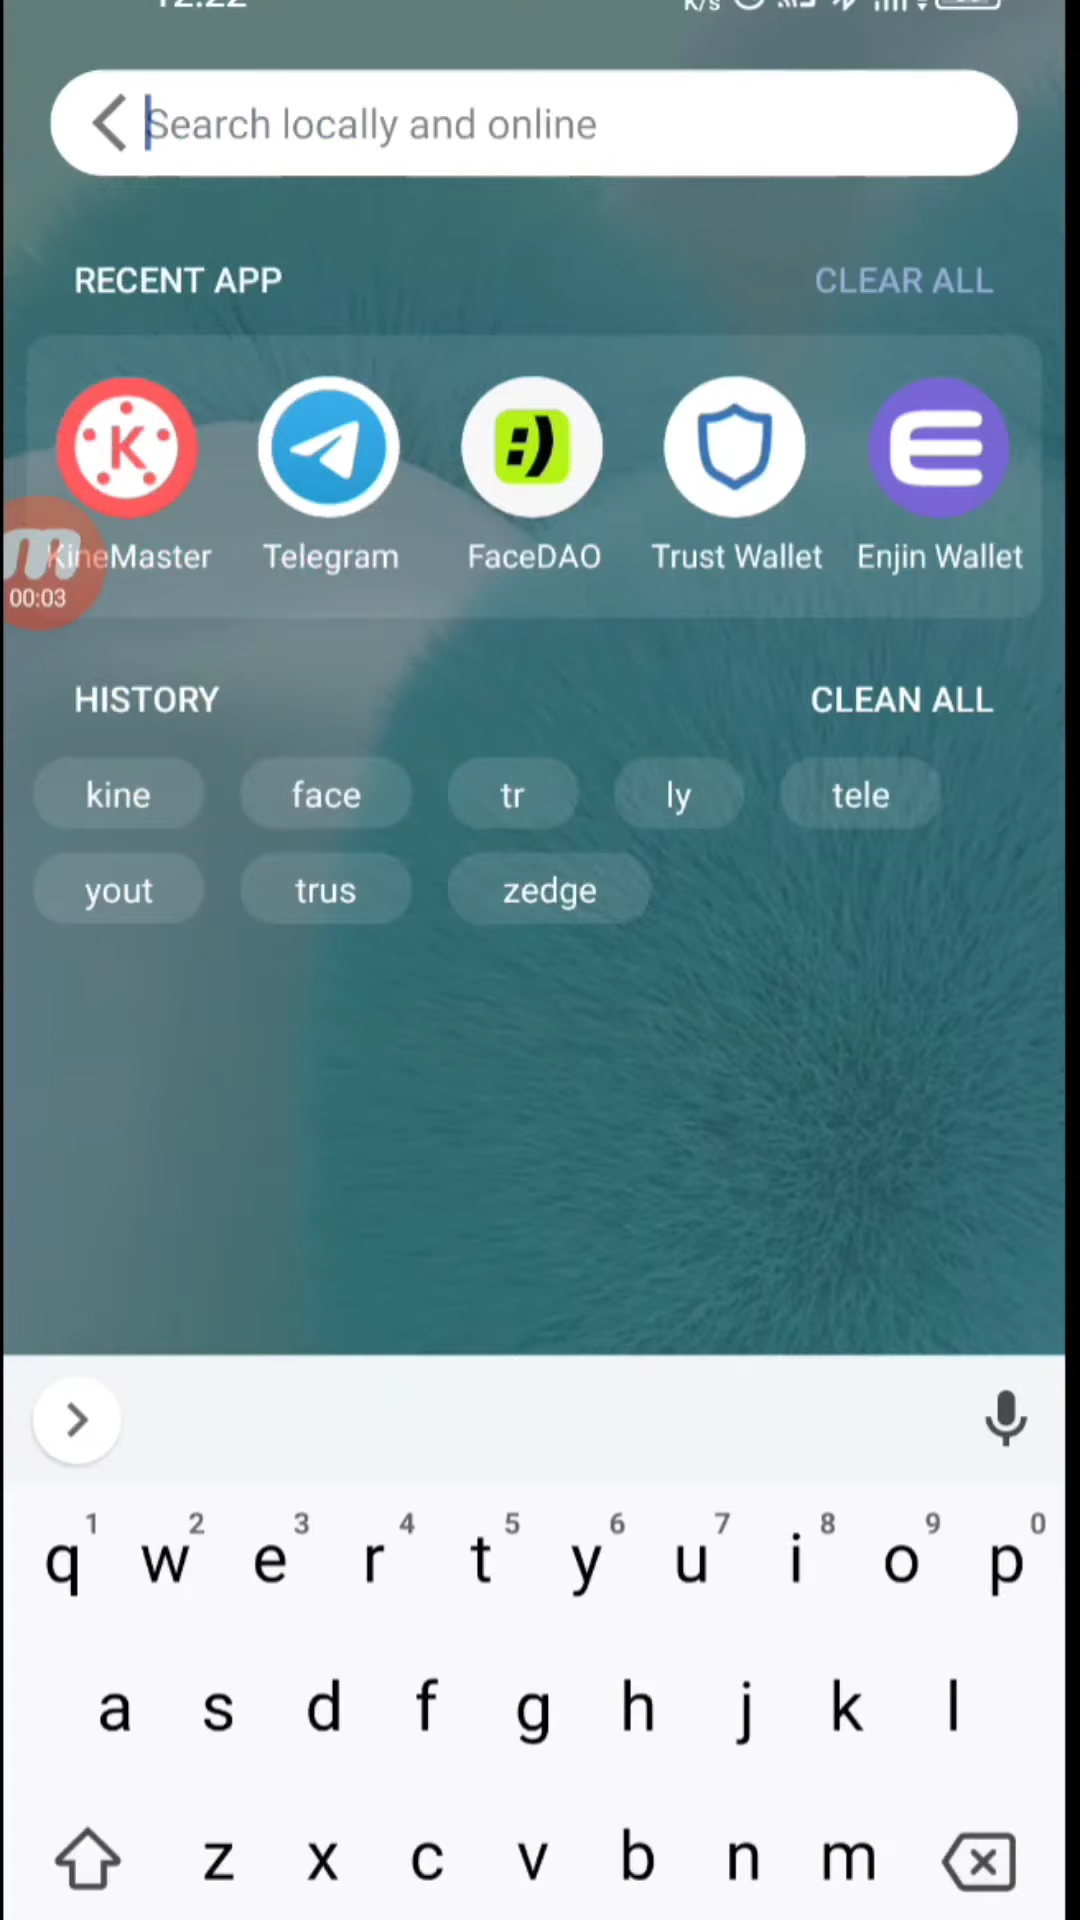 12:22
K/s
Search locally and online
RECENT APP CLEAR ALL
KineMaster Telegram FaceDAO Trust Wallet Enjin Wallet
00:03
HISTORY CLEAN ALL
kine face tr ly tele
yout trus zedge
1 2 3 4 5 6 7 8 9 0
q w e r t y u i o p
a s d f g h j k l
z x c v b n m